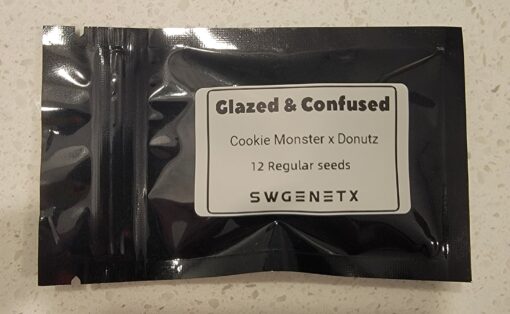 Glazed & Confused
Cookie Monster x Donutz
12 Regular seeds
SWGENETX